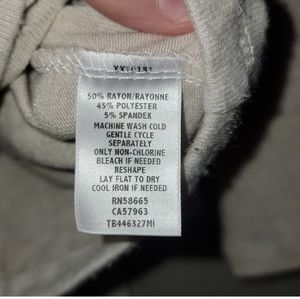 50% RAYON/RAYONNE
45% POLYESTER
5% SPANDEX
MACHINE WASH COLD
GENTLE CYCLE
SEPARATELY
ONLY NON-CHLORINE
BLEACH IF NEEDED
RESHAPE
LAY FLAT TO DRY
COOL IRON IF NEEDED
RN58665
CA57963
TB446327MI